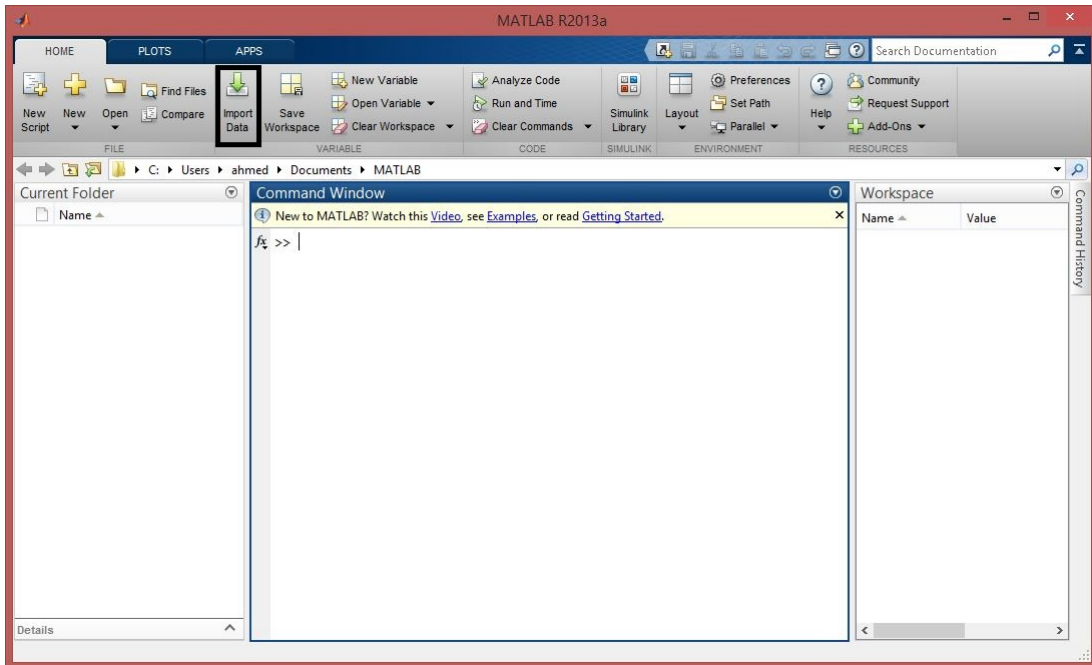 MATLAB R2013a
HOME PLOTS APPS
Search Documentation
New Script
New
Open
Find Files
Compare
Import Data
Save Workspace
New Variable
Open Variable
Clear Workspace
Analyze Code
Run and Time
Clear Commands
Simulink Library
Layout
Preferences
Set Path
Parallel
Help
Community
Request Support
Add-Ons
FILE VARIABLE CODE SIMULINK ENVIRONMENT RESOURCES
C: Users ahmed Documents MATLAB
Current Folder
Name
Command Window
New to MATLAB? Watch this Video, see Examples, or read Getting Started.
fx >>
Workspace
Name Value
Command History
Details